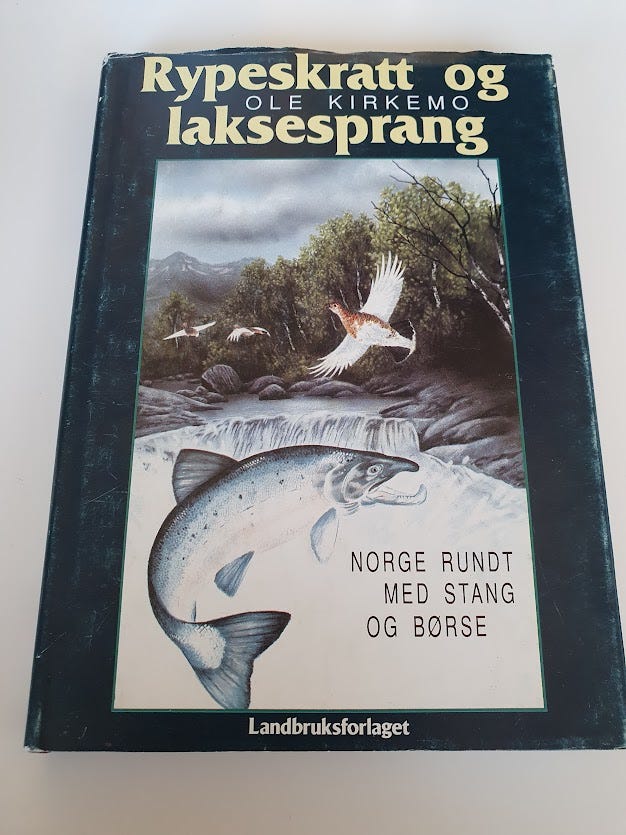 Rypeskratt og
OLE KIRKEMO
laksesprang
NORGE RUNDT
MED STANG
OG BØRSE
Landbruksforlaget